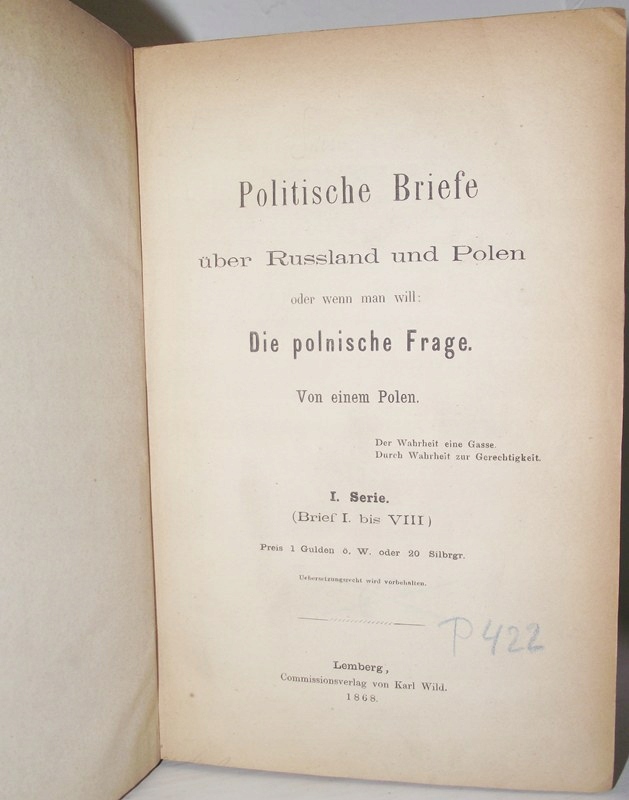 Politische Briefe
über Russland und Polen
oder wenn man will:
Die polnische Frage.
Von einem Polen.
Der Wahrheit eine Gasse.
Durch Wahrheit zur Gerechtigkeit.
I. Serie.
(Brief I. bis VIII)
Preis 1 Gulden ö. W. oder 20 Silbrgr.
Uebersetzungsrecht wird vorbehalten.
P 422
Lemberg,
Commissionsverlag von Karl Wild.
1868.